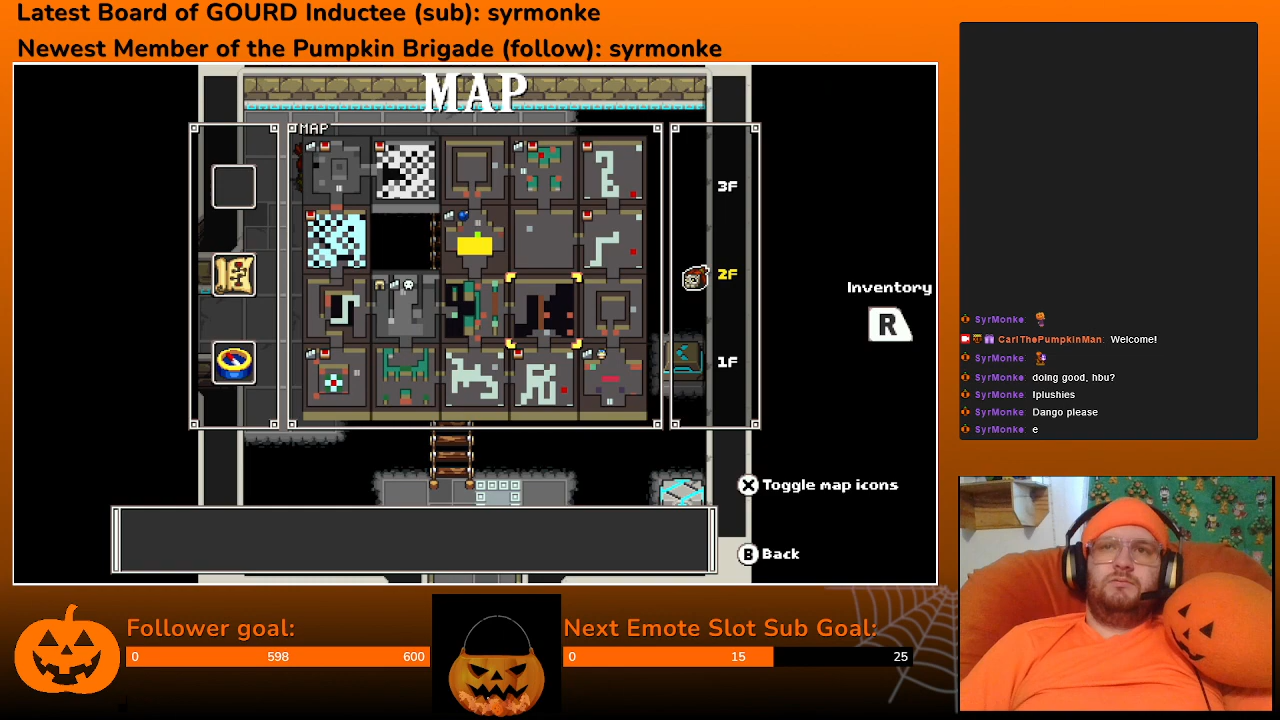 Latest Board of GOURD Inductee (sub): syrmonke
Newest Member of the Pumpkin Brigade (follow): syrmonke
MAP
MAP
3F
2F
1F
Inventory
R
X Toggle map icons
B Back
SyrMonke:
CarlThePumpkinMan: Welcome!
SyrMonke:
SyrMonke: doing good, hbu?
SyrMonke: !plushies
SyrMonke: Dango please
SyrMonke: e
Follower goal:
0 598 600
Next Emote Slot Sub Goal:
0 15 25